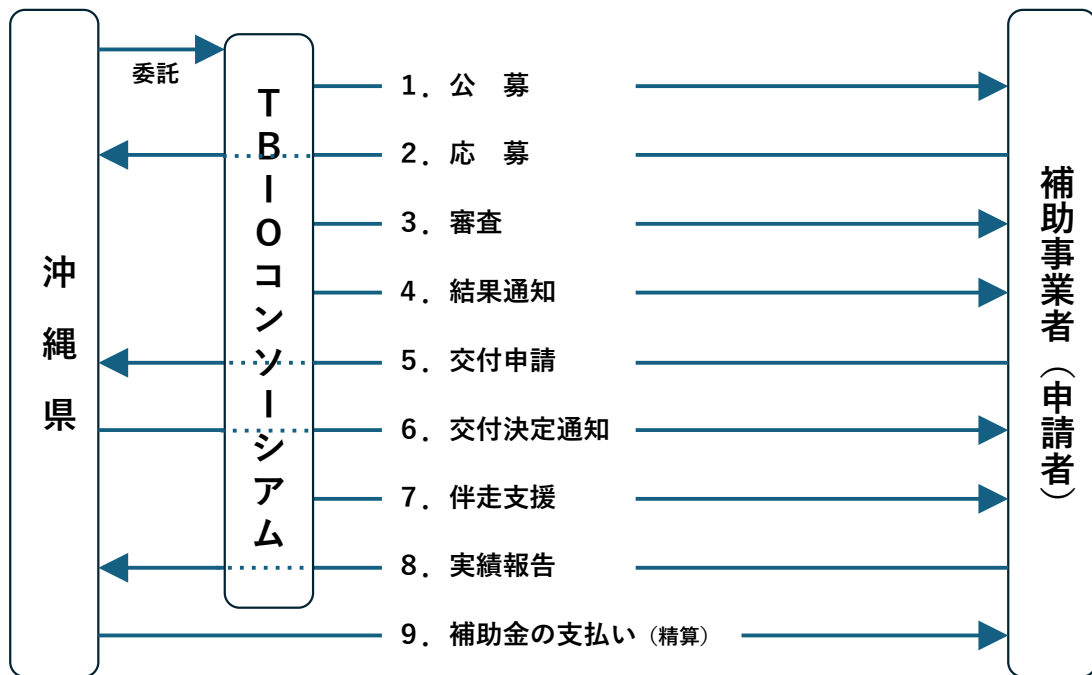 沖縄県
委託
TBIOコンソーシアム
1．公　募
2．応　募
3．審査
4．結果通知
5．交付申請
6．交付決定通知
7．伴走支援
8．実績報告
9．補助金の支払い（精算）
補助事業者（申請者）